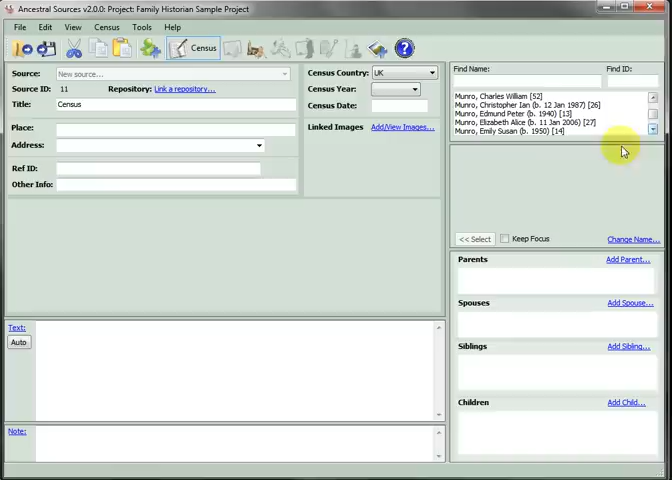 Ancestral Sources v2.0.0: Project: Family Historian Sample Project
File Edit View Census Tools Help
Census
Source: New source...
Source ID: 11 Repository: Link a repository...
Title: Census
Place:
Address:
Ref ID:
Other Info:
Census Country: UK
Census Year:
Census Date:
Linked Images Add/View Images...
Find Name: Find ID:
Munro, Charles William [52]
Munro, Christopher Ian (b. 12 Jan 1987) [26]
Munro, Edmund Peter (b. 1940) [13]
Munro, Elizabeth Alice (b. 11 Jan 2006) [27]
Munro, Emily Susan (b. 1950) [14]
<< Select Keep Focus Change Name...
Parents Add Parent...
Spouses Add Spouse...
Siblings Add Sibling...
Children Add Child...
Text:
Auto
Note: